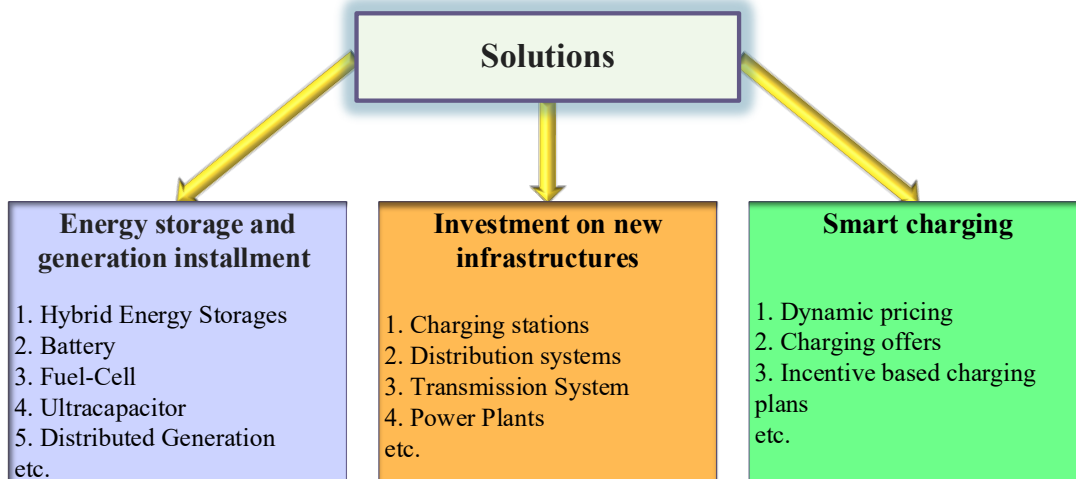 Solutions
Energy storage and
generation installment
1. Hybrid Energy Storages
2. Battery
3. Fuel-Cell
4. Ultracapacitor
5. Distributed Generation
etc.
Investment on new
infrastructures
1. Charging stations
2. Distribution systems
3. Transmission System
4. Power Plants
etc.
Smart charging
1. Dynamic pricing
2. Charging offers
3. Incentive based charging
plans
etc.